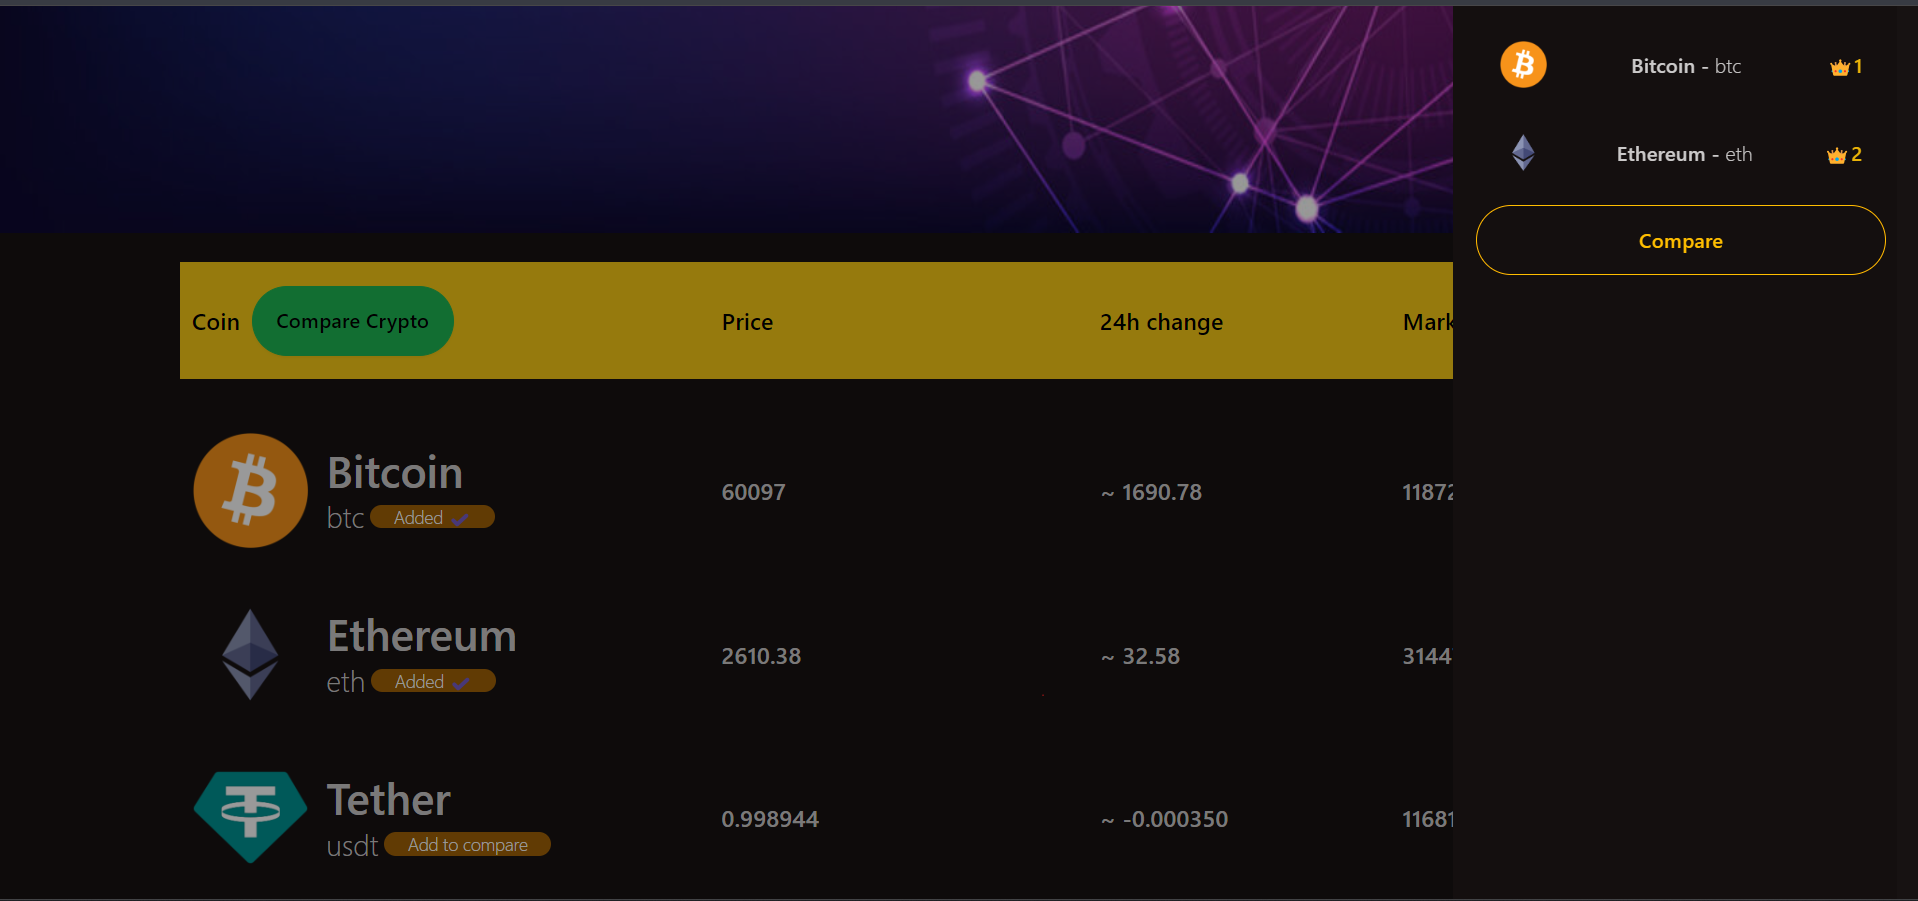 Bitcoin - btc
1
Ethereum - eth
2
Compare
Coin Compare Crypto Price 24h change Mark
Bitcoin
btc Added
60097 ~ 1690.78 11872
Ethereum
eth Added
2610.38 ~ 32.58 3144
Tether
usdt Add to compare
0.998944 ~ -0.000350 11681